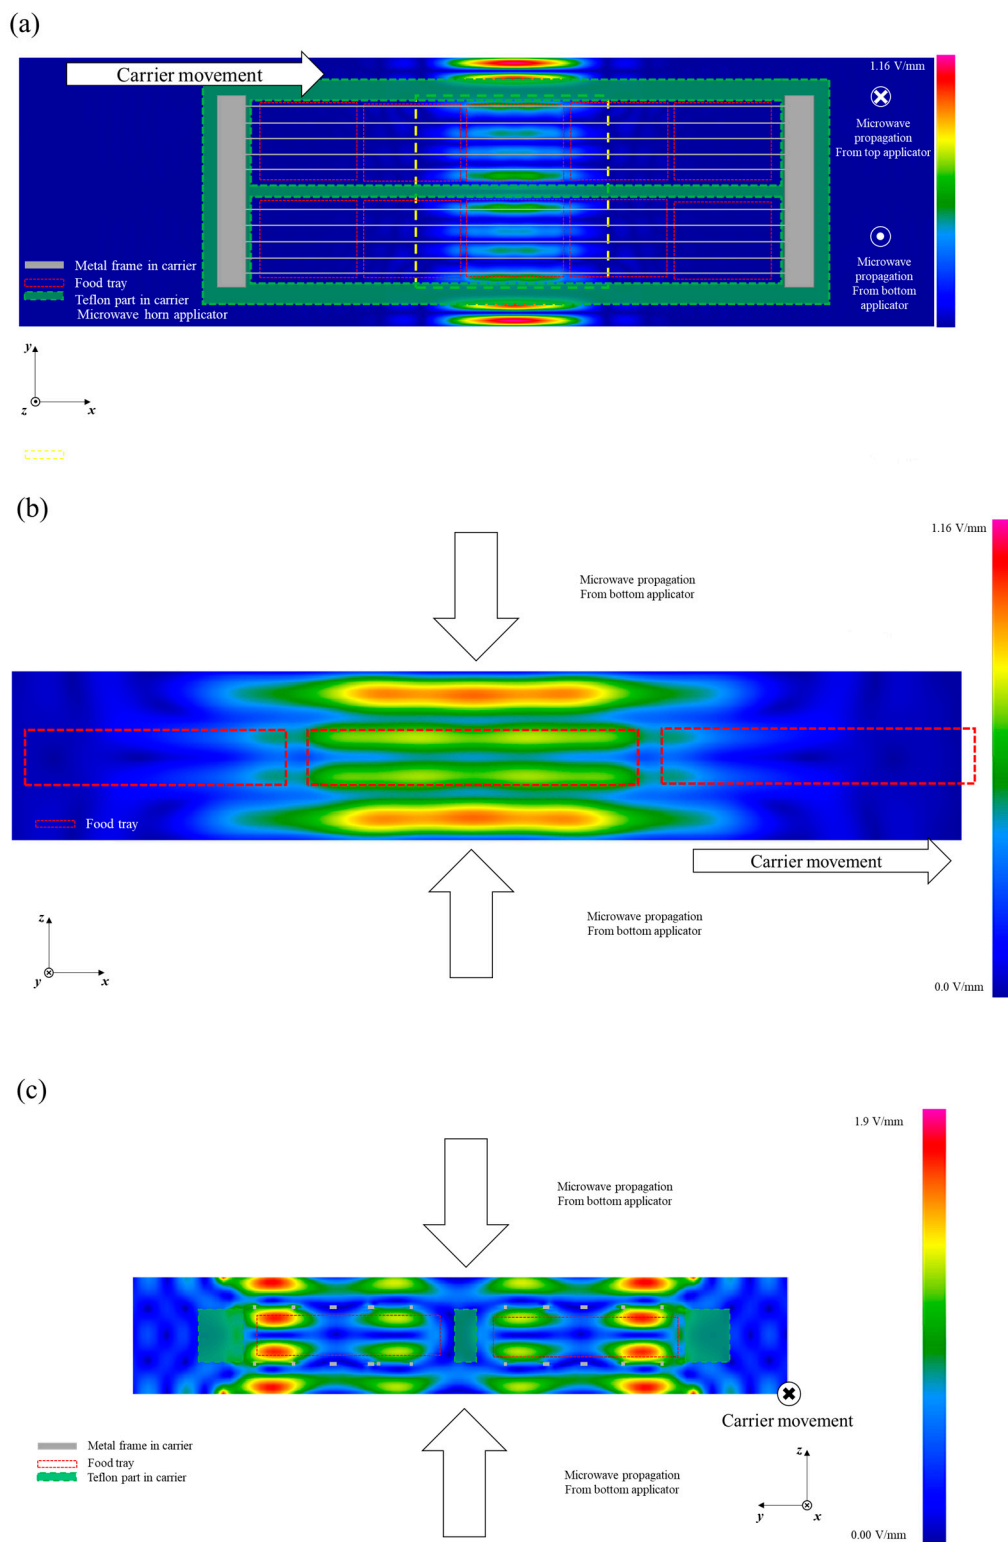 (a)
Carrier movement
1.16 V/mm
Microwave
propagation
From top applicator
Microwave
propagation
From bottom
applicator
Metal frame in carrier
Food tray
Teflon part in carrier
Microwave horn applicator
y
z
x
(b)
1.16 V/mm
Microwave propagation
From bottom applicator
Food tray
Carrier movement
Microwave propagation
From bottom applicator
z
y
x
0.0 V/mm
(c)
1.9 V/mm
Microwave propagation
From bottom applicator
Carrier movement
Metal frame in carrier
Food tray
Teflon part in carrier
Microwave propagation
From bottom applicator
z
y
x
0.00 V/mm